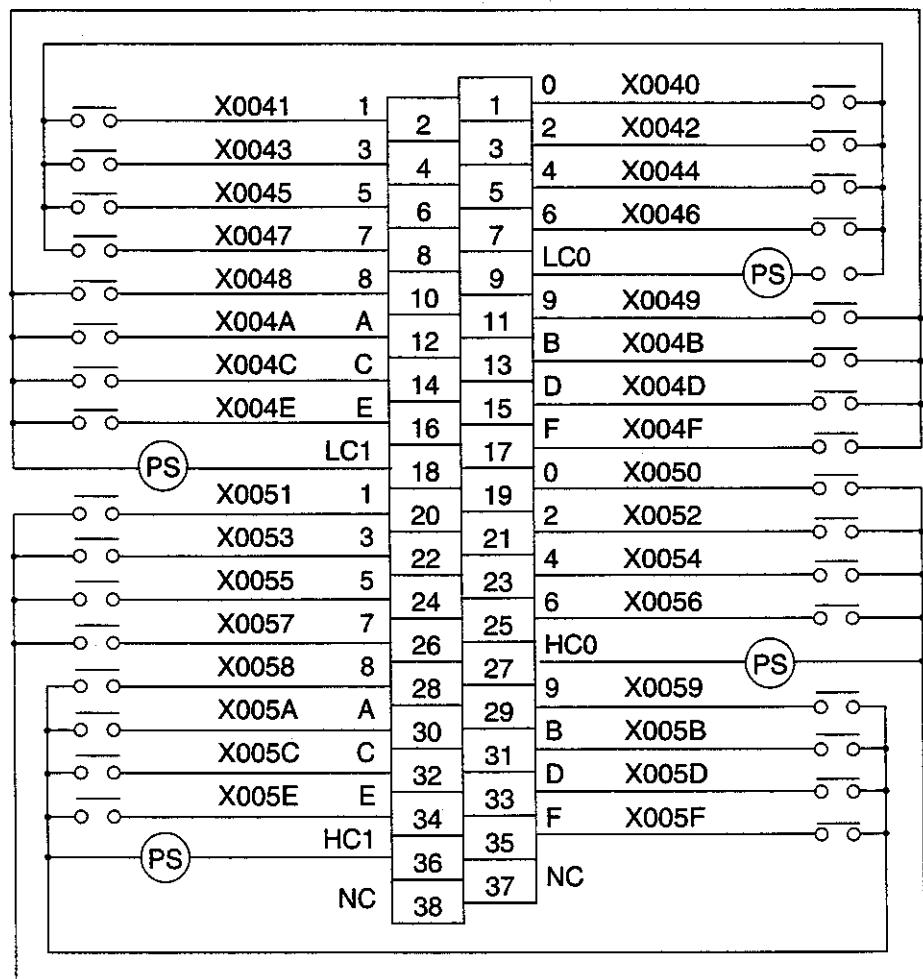 1 0 X0040
X0041 1 2
3 2 X0042
X0043 3 4
5 4 X0044
X0045 5 6
7 6 X0046
X0047 7 8
9 LC0 PS
X0048 8 10
11 9 X0049
X004A A 12
13 B X004B
X004C C 14
15 D X004D
X004E E 16
17 F X004F
PS LC1 18
19 0 X0050
X0051 1 20
21 2 X0052
X0053 3 22
23 4 X0054
X0055 5 24
25 6 X0056
X0057 7 26
27 HC0 PS
X0058 8 28
29 9 X0059
X005A A 30
31 B X005B
X005C C 32
33 D X005D
X005E E 34
35 F X005F
PS HC1 36
37 NC
NC 38